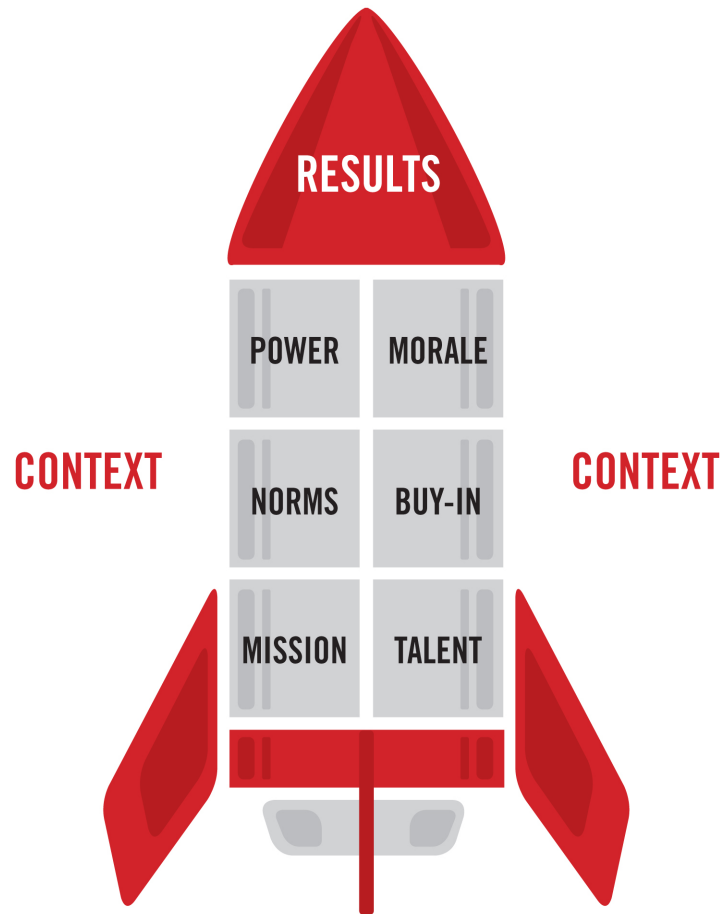 RESULTS
POWER MORALE
CONTEXT CONTEXT
NORMS BUY-IN
MISSION TALENT